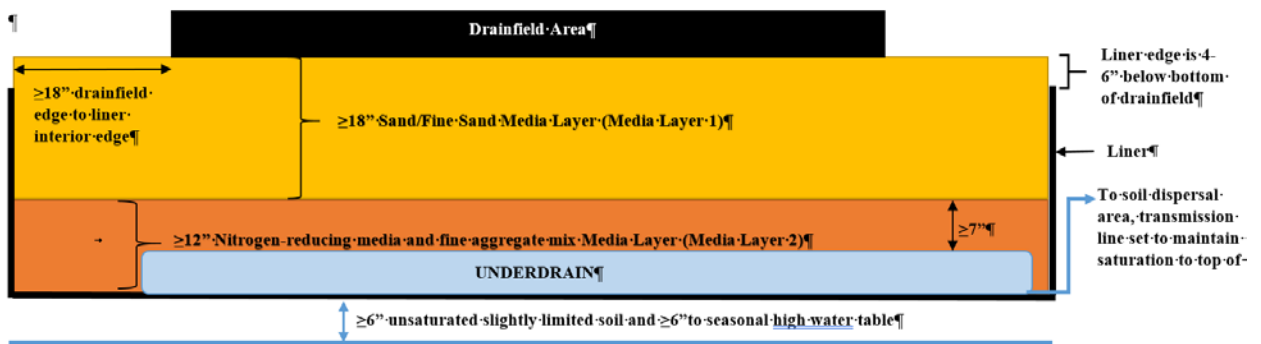 ¶
Drainfield Area¶
Liner edge is 4-
6” below bottom
of drainfield¶
≥18” drainfield
edge to liner
interior edge¶
≥18” Sand/Fine Sand Media Layer (Media Layer 1)¶
Liner¶
To soil dispersal
area, transmission
line set to maintain
saturation to top of
≥12” Nitrogen-reducing media and fine aggregate mix Media Layer (Media Layer 2)¶
≥7”¶
UNDERDRAIN¶
≥6” unsaturated slightly limited soil and ≥6”to seasonal high water table¶